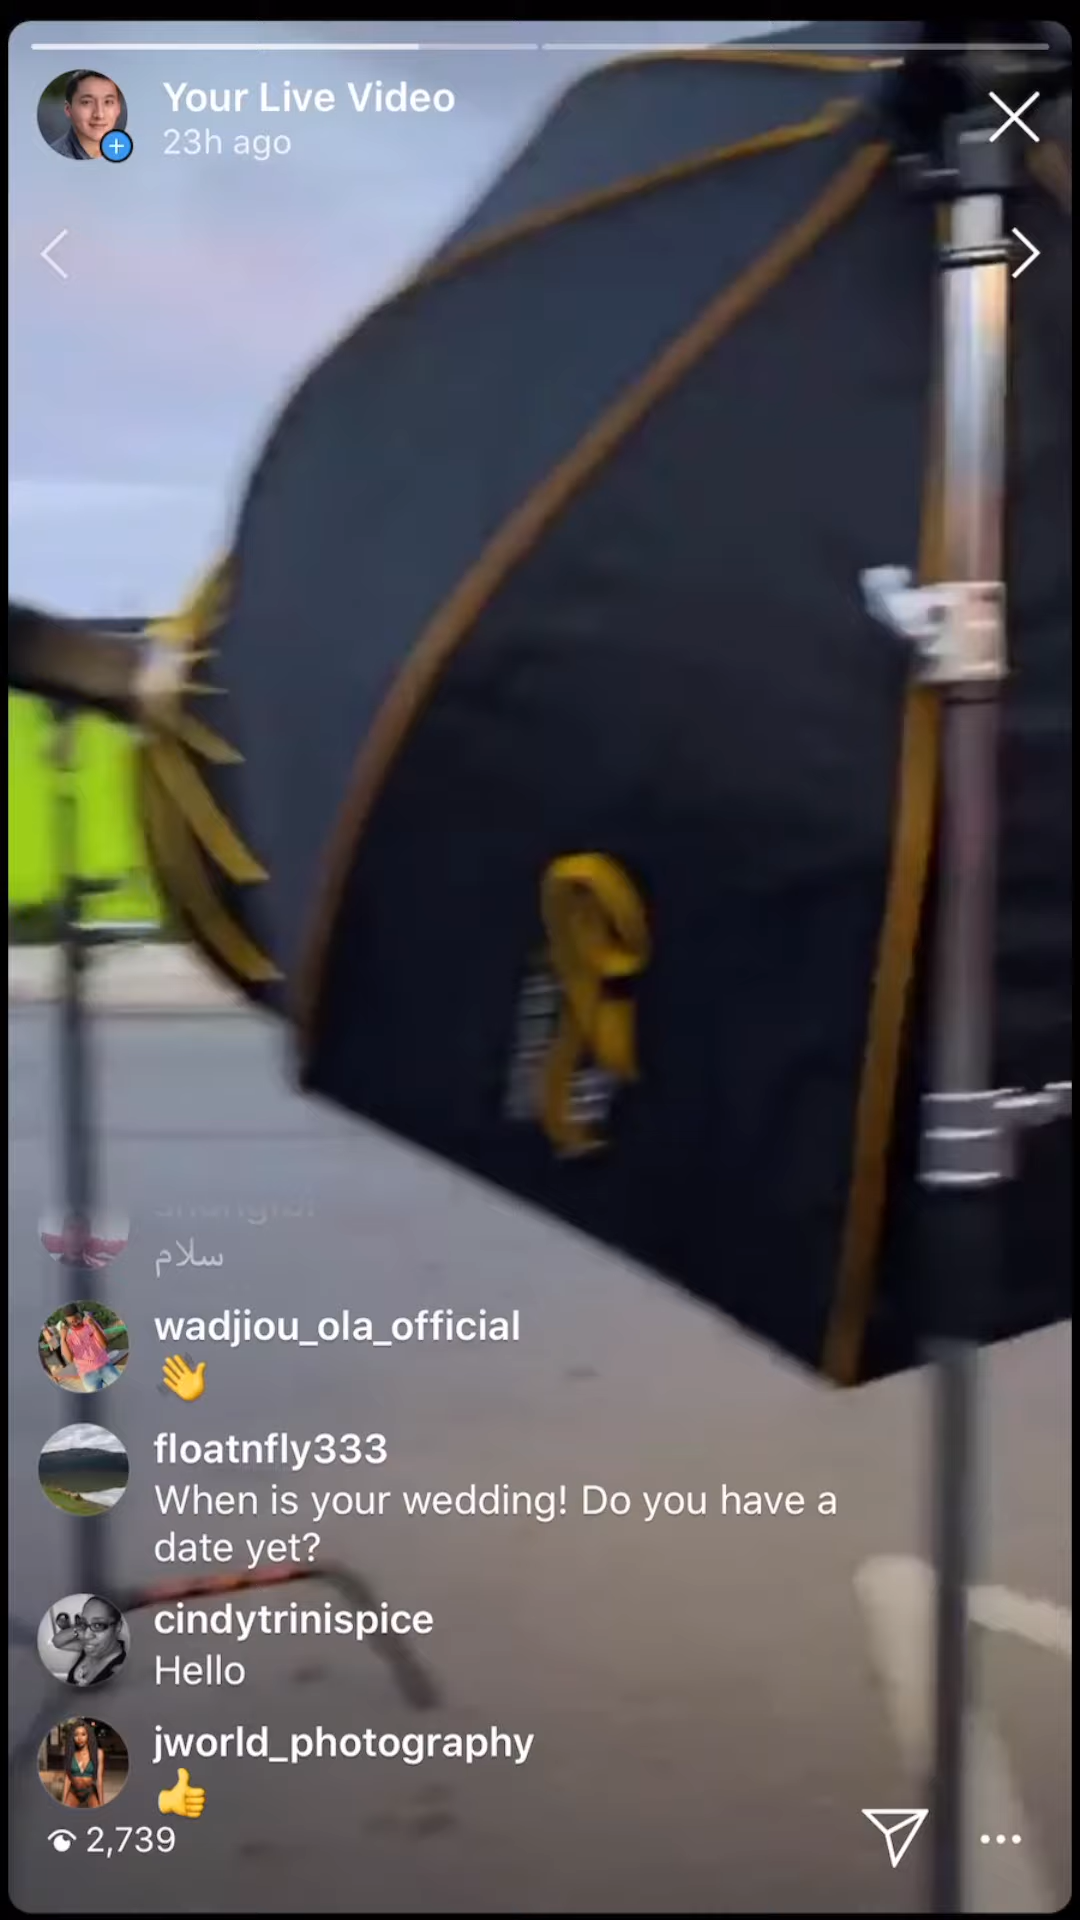 Your Live Video
23h ago
سلام
wadjiou_ola_official
👋
floatnfly333
When is your wedding! Do you have a
date yet?
cindytrinispice
Hello
jworld_photography
👍
2,739